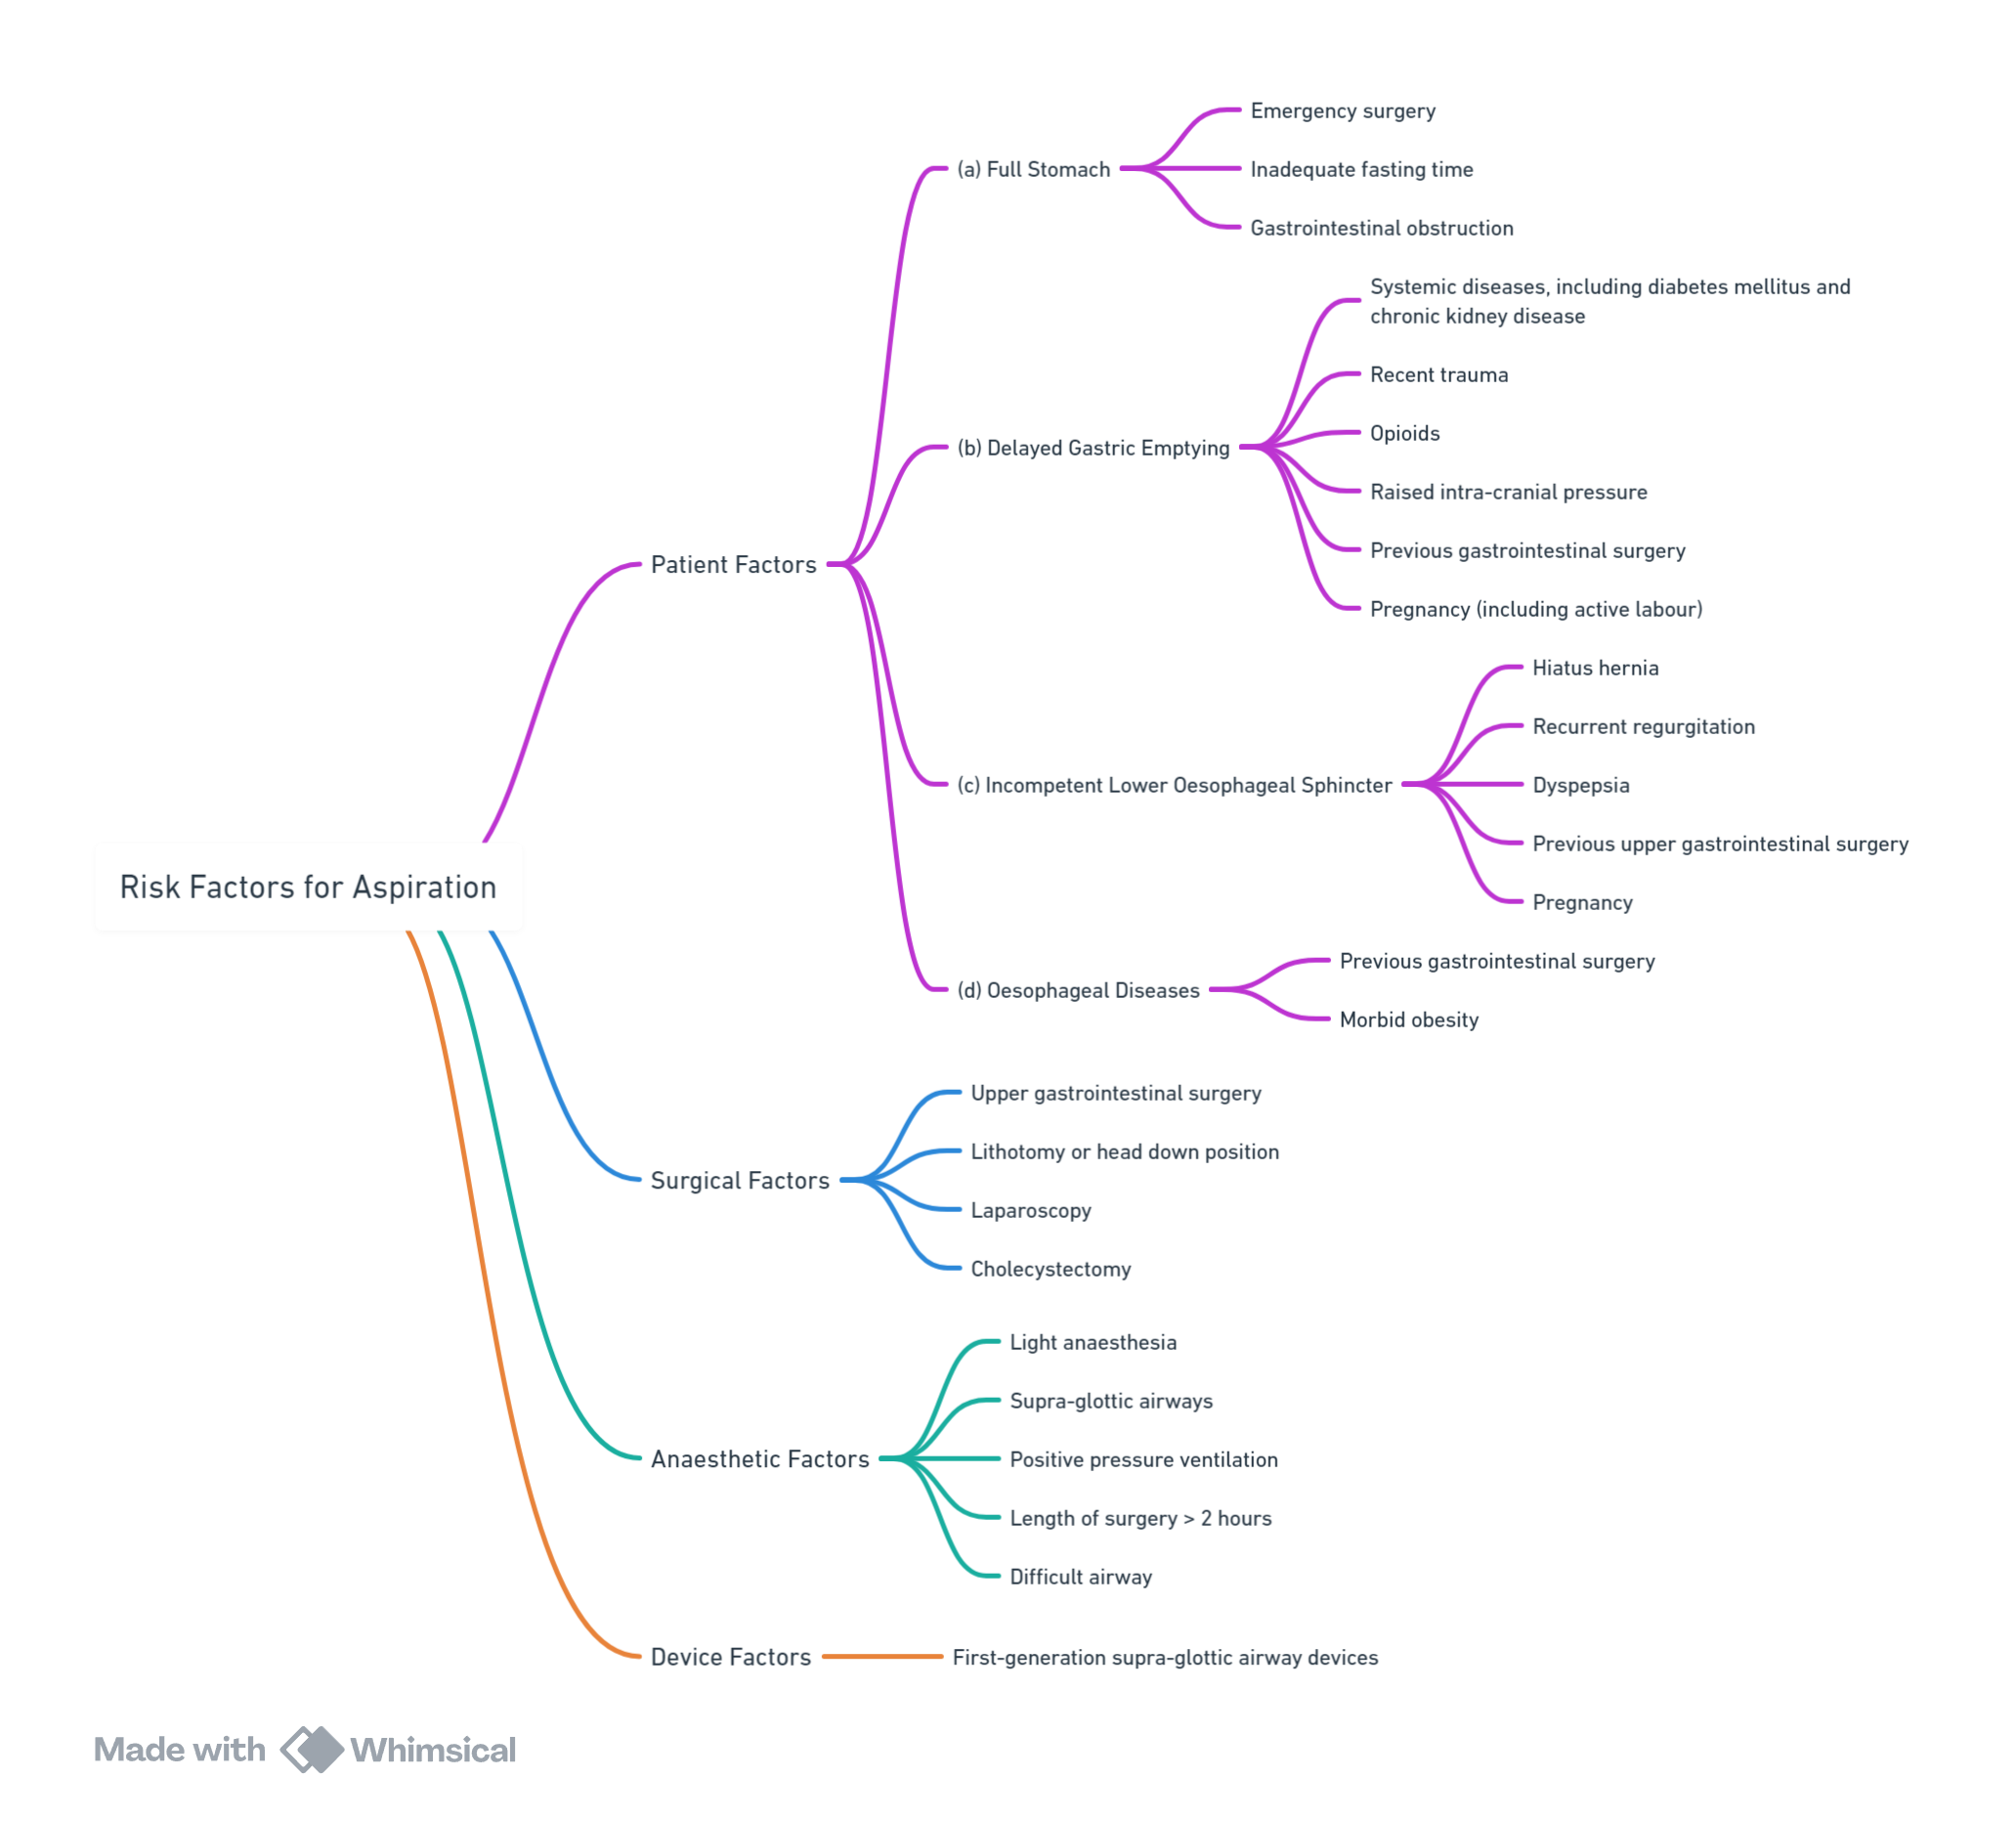 Risk Factors for Aspiration
Patient Factors
(a) Full Stomach
Emergency surgery
Inadequate fasting time
Gastrointestinal obstruction
(b) Delayed Gastric Emptying
Systemic diseases, including diabetes mellitus and
chronic kidney disease
Recent trauma
Opioids
Raised intra-cranial pressure
Previous gastrointestinal surgery
Pregnancy (including active labour)
(c) Incompetent Lower Oesophageal Sphincter
Hiatus hernia
Recurrent regurgitation
Dyspepsia
Previous upper gastrointestinal surgery
Pregnancy
(d) Oesophageal Diseases
Previous gastrointestinal surgery
Morbid obesity
Surgical Factors
Upper gastrointestinal surgery
Lithotomy or head down position
Laparoscopy
Cholecystectomy
Anaesthetic Factors
Light anaesthesia
Supra-glottic airways
Positive pressure ventilation
Length of surgery > 2 hours
Difficult airway
Device Factors
First-generation supra-glottic airway devices
Made with Whimsical